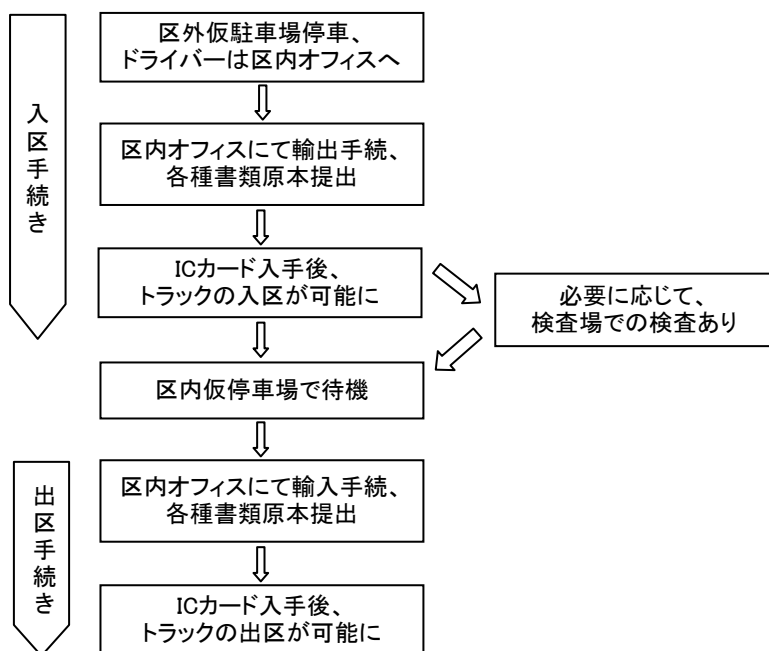 入区手続き
区外仮駐車場停車、
ドライバーは区内オフィスへ
区内オフィスにて輸出手続、
各種書類原本提出
ICカード入手後、
トラックの入区が可能に
必要に応じて、
検査場での検査あり
区内仮停車場で待機
出区手続き
区内オフィスにて輸入手続、
各種書類原本提出
ICカード入手後、
トラックの出区が可能に